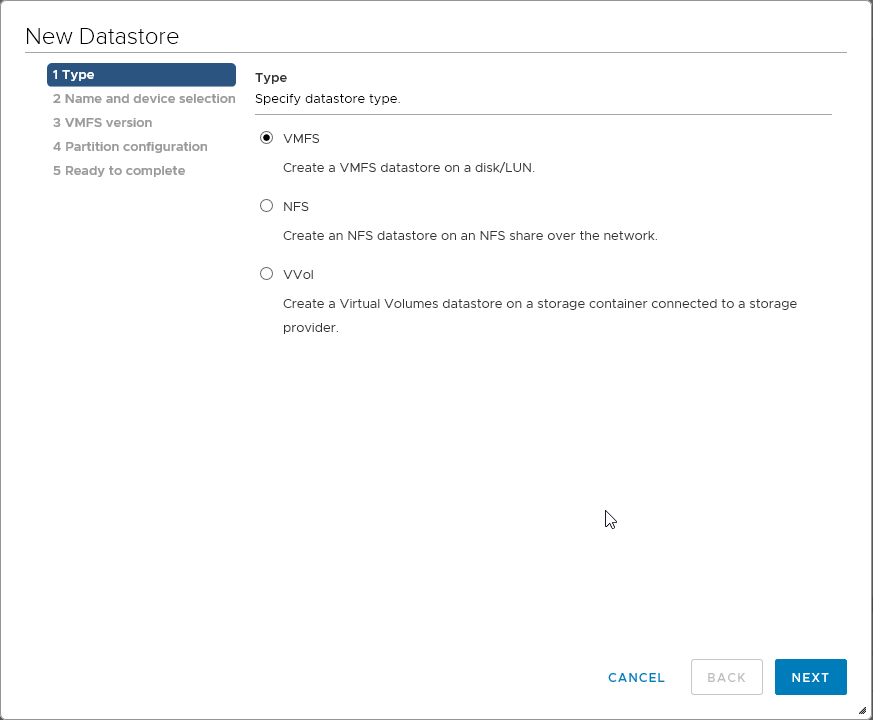 New Datastore
1 Type
2 Name and device selection
3 VMFS version
4 Partition configuration
5 Ready to complete
Type
Specify datastore type.
VMFS
Create a VMFS datastore on a disk/LUN.
NFS
Create an NFS datastore on an NFS share over the network.
VVol
Create a Virtual Volumes datastore on a storage container connected to a storage
provider.
CANCEL
BACK
NEXT